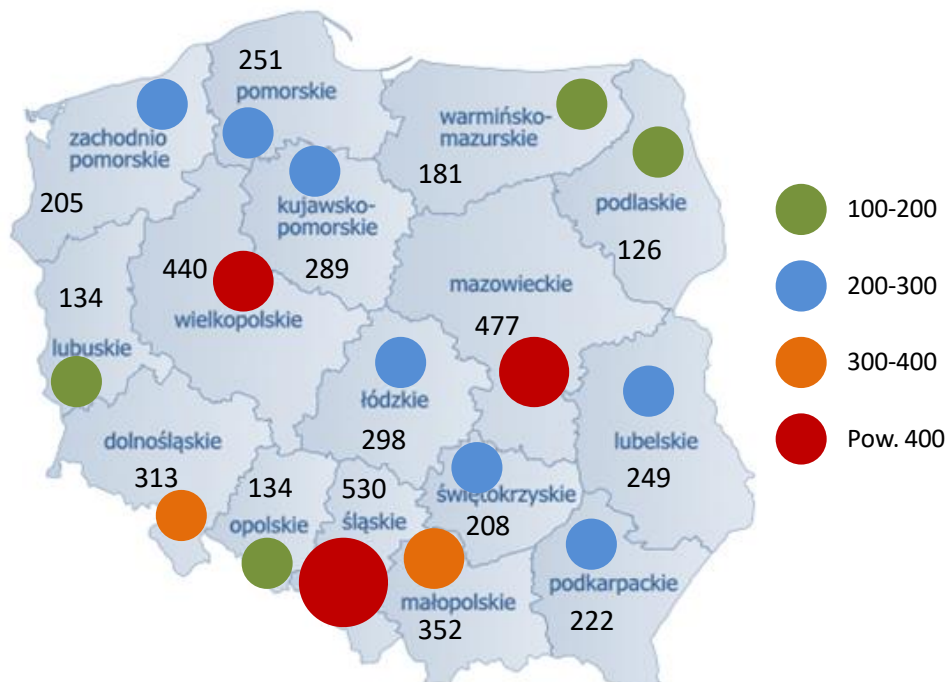 251
pomorskie
zachodnio
pomorskie
205
warmińsko-
mazurskie
181
podlaskie
126
kujawsko-
pomorskie
289
440
wielkopolskie
134
lubuskie
mazowieckie
477
łódzkie
298
lubelskie
249
dolnośląskie
313
134
opolskie
530
śląskie
świętokrzyskie
208
małopolskie
352
podkarpackie
222
100-200
200-300
300-400
Pow. 400